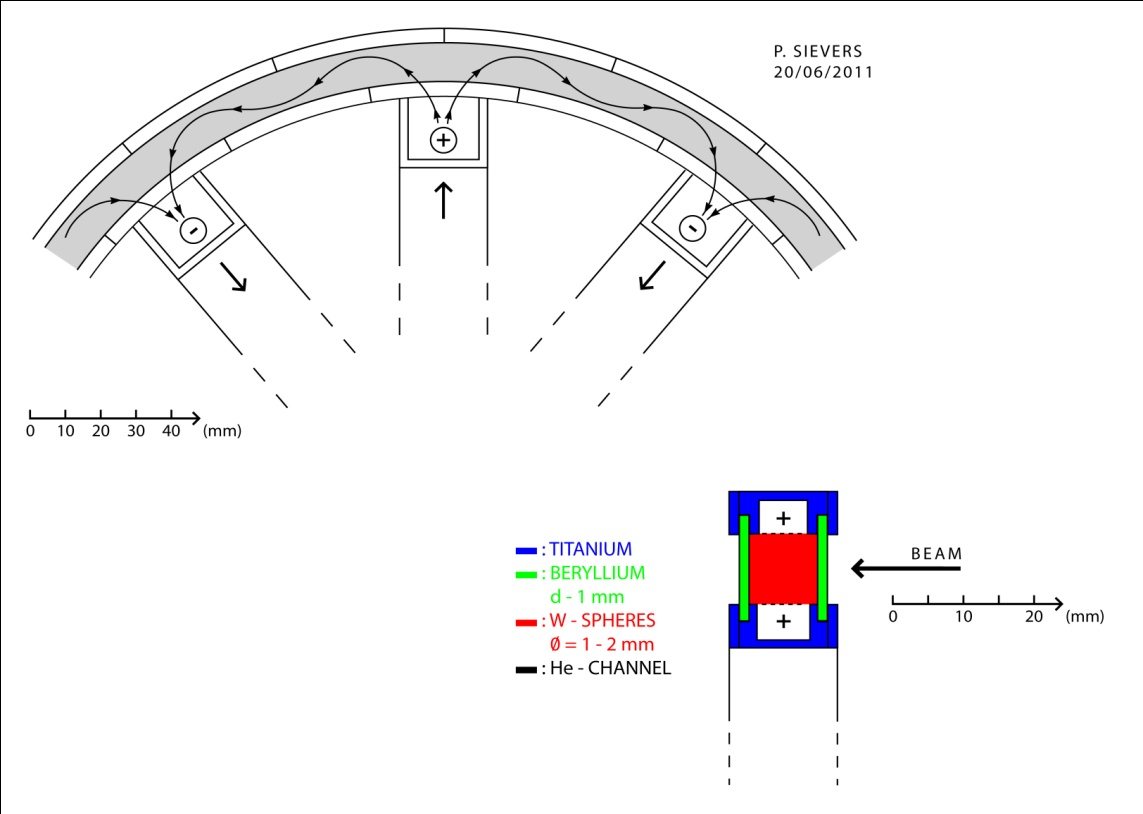 P. SIEVERS
20/06/2011
+
-
-
0 10 20 30 40 (mm)
+
BEAM
: TITANIUM
: BERYLLIUM
d - 1 mm
: W - SPHERES
Ø = 1 - 2 mm
: He - CHANNEL
0 10 20 (mm)
+